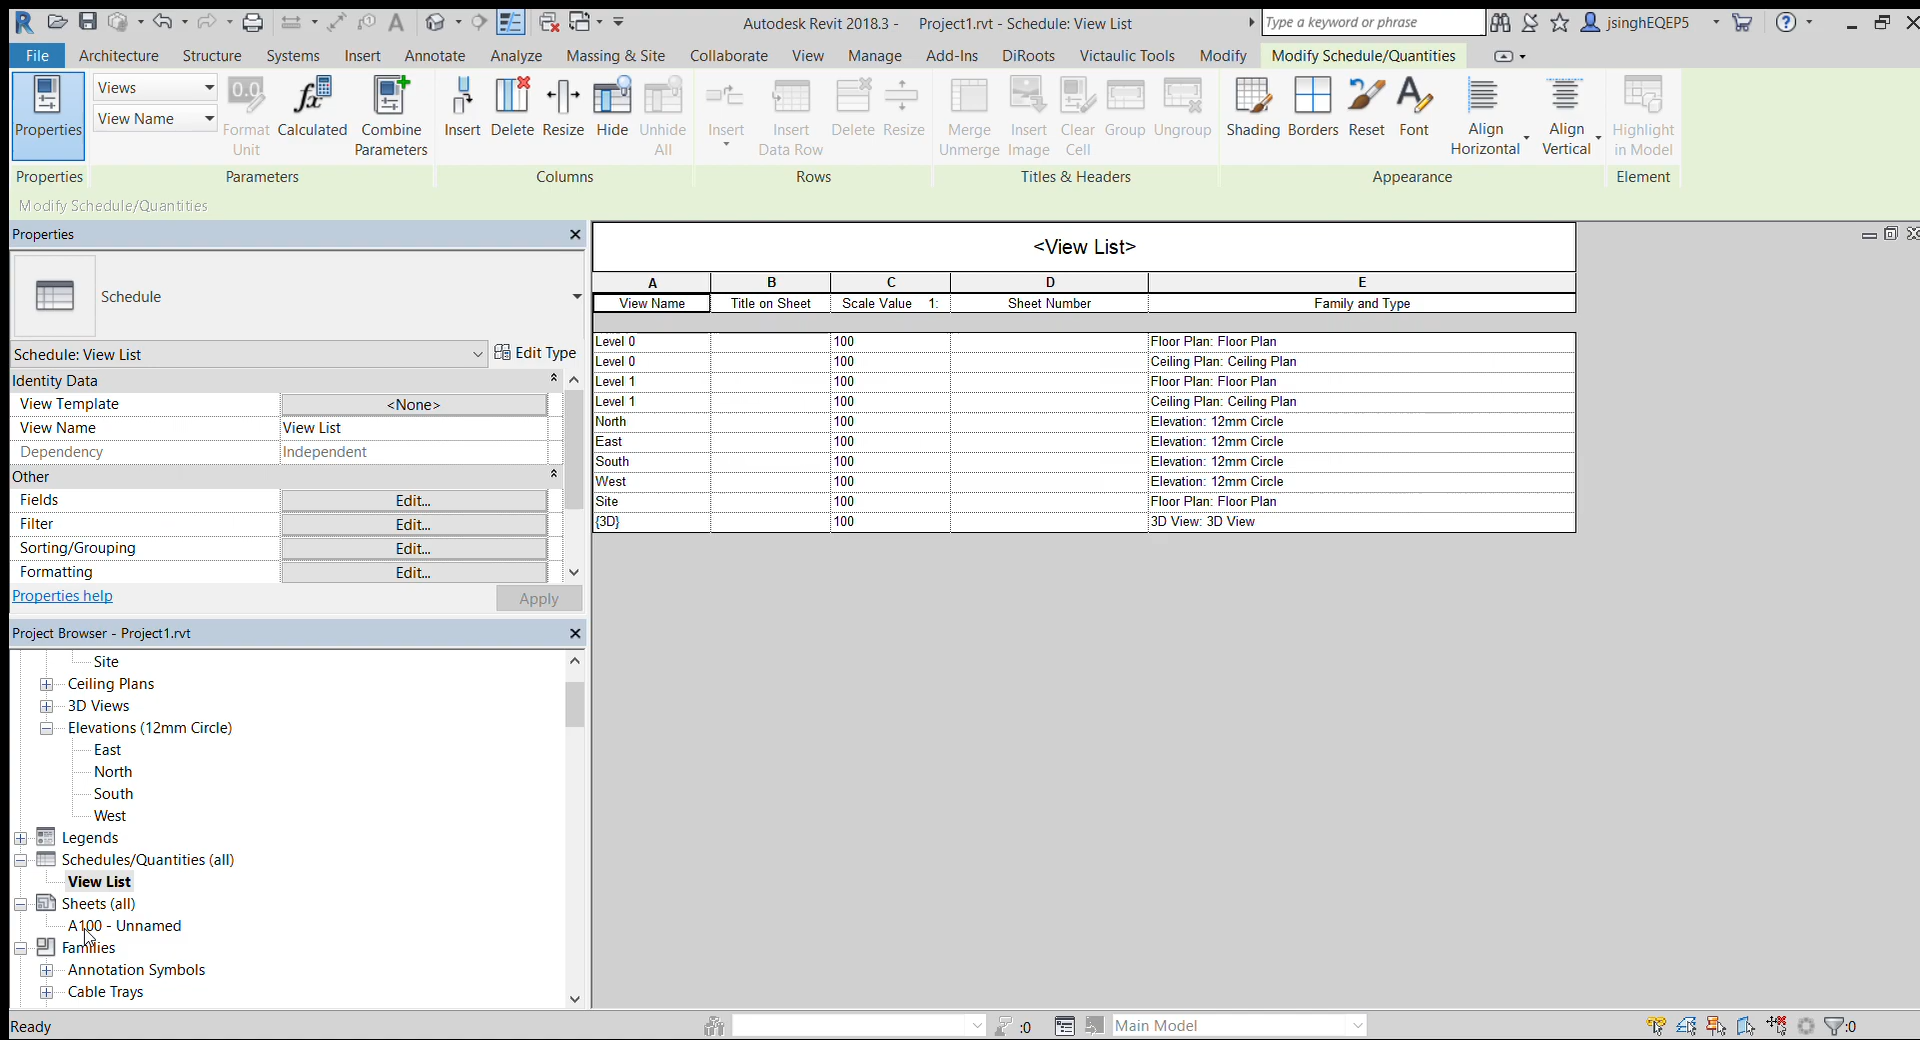 Autodesk Revit 2018.3 - Project1.rvt - Schedule: View List
Type a keyword or phrase
jsinghEQEP5
File Architecture Structure Systems Insert Annotate Analyze Massing & Site Collaborate View Manage Add-Ins DiRoots Victaulic Tools Modify Modify Schedule/Quantities
Properties
Views
View Name
0.0
Format Unit
fx
Calculated
Combine Parameters
Insert
Delete
Resize
Hide
Unhide All
Insert
Insert Data Row
Delete
Resize
Merge Unmerge
Insert Image
Clear Cell
Group
Ungroup
Shading
Borders
Reset
Font
Align Horizontal
Align Vertical
Highlight in Model
Properties Parameters Columns Rows Titles & Headers Appearance Element
Modify Schedule/Quantities
Properties
Schedule
Schedule: View List
Edit Type
Identity Data
View Template <None>
View Name View List
Dependency Independent
Other
Fields Edit...
Filter Edit...
Sorting/Grouping Edit...
Formatting Edit...
Properties help
Apply
Project Browser - Project1.rvt
Site
Ceiling Plans
3D Views
Elevations (12mm Circle)
East
North
South
West
Legends
Schedules/Quantities (all)
View List
Sheets (all)
A100 - Unnamed
Families
Annotation Symbols
Cable Trays
<View List>
A B C D E
View Name Title on Sheet Scale Value 1: Sheet Number Family and Type
Level 0 100 Floor Plan: Floor Plan
Level 0 100 Ceiling Plan: Ceiling Plan
Level 1 100 Floor Plan: Floor Plan
Level 1 100 Ceiling Plan: Ceiling Plan
North 100 Elevation: 12mm Circle
East 100 Elevation: 12mm Circle
South 100 Elevation: 12mm Circle
West 100 Elevation: 12mm Circle
Site 100 Floor Plan: Floor Plan
{3D} 100 3D View: 3D View
Ready
:0
Main Model
:0